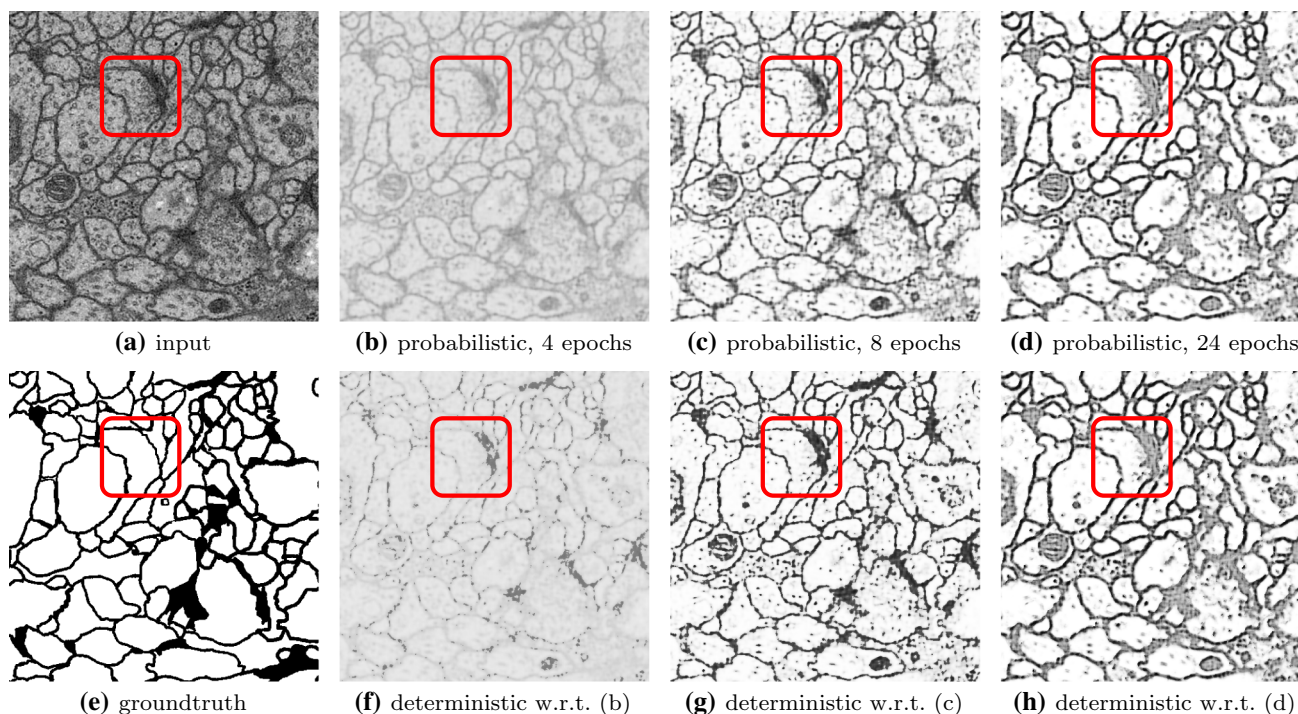 (a) input
(b) probabilistic, 4 epochs
(c) probabilistic, 8 epochs
(d) probabilistic, 24 epochs
(e) groundtruth
(f) deterministic w.r.t. (b)
(g) deterministic w.r.t. (c)
(h) deterministic w.r.t. (d)